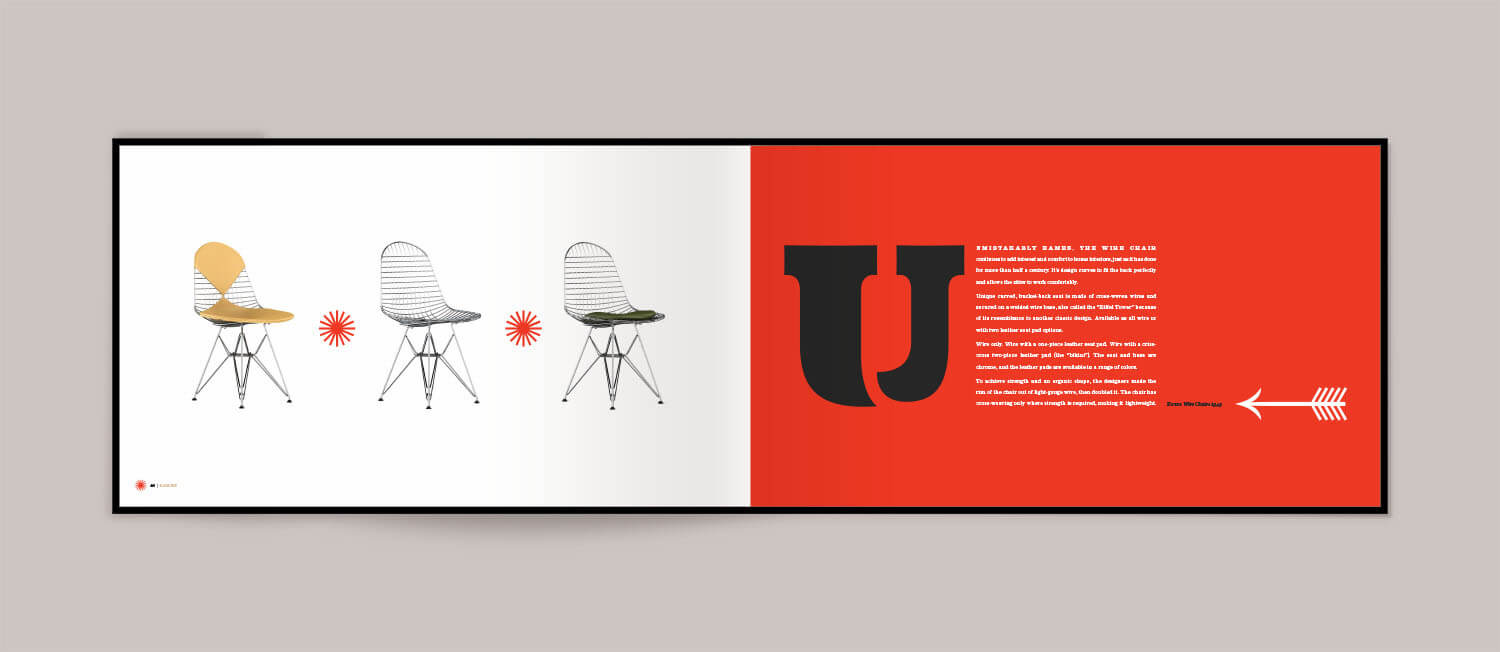 U
NMISTAKABLY EAMES, THE WIRE CHAIR
continues to add interest and comfort to home interiors, just as it has done
for more than half a century. It's design curves to fit the back perfectly
and allows the sitter to work comfortably.
Unique curved, bucket-back seat is made of cross-woven wires and
secured on a welded wire base, also called the "Eiffel Tower" because
of its resemblance to another classic design. Available as all wire or
with two leather seat pad options.
Wire only. Wire with a one-piece leather seat pad. Wire with a criss-
cross two-piece leather pad (the "bikini"). The seat and base are
chrome, and the leather pads are available in a range of colors.
To achieve strength and an organic shape, the designers made the
rim of the chair out of light-gauge wire, then doubled it. The chair has
cross-wearing only where strength is required, making it lightweight.
Eames Wire Chairs